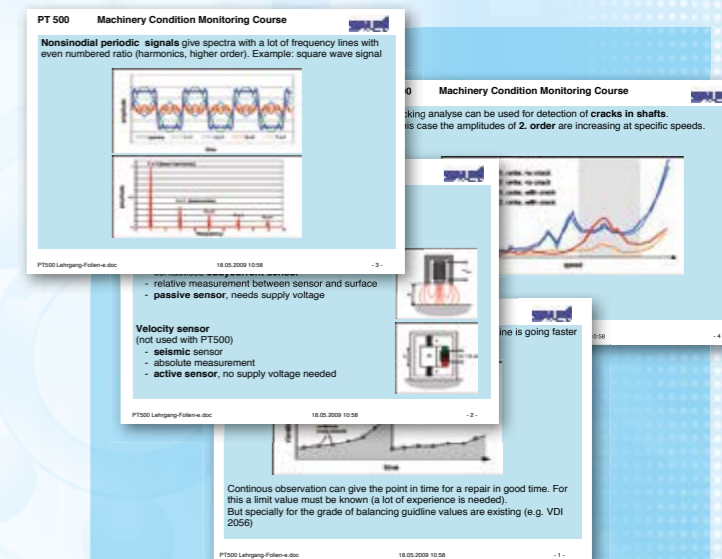 PT 500 Machinery Condition Monitoring Course
Nonsinodial periodic signals give spectra with a lot of frequency lines with
even numbered ratio (harmonics, higher order). Example: square wave signal
amplitude
time
amplitude
frequency
PT500 Lehrgang-Folien-e.doc 18.05.2009 10:58 - 3 -
0 Machinery Condition Monitoring Course
cking analyse can be used for detection of cracks in shafts.
his case the amplitudes of 2. order are increasing at specific speeds.
speed
0:58 - 4
- relative measurement between sensor and surface
- passive sensor, needs supply voltage
Velocity sensor
(not used with PT500)
- seismic sensor
- absolute measurement
- active sensor, no supply voltage needed
PT500 Lehrgang-Folien-e.doc 18.05.2009 10:58 - 2 -
ine is going faster
time
Continous observation can give the point in time for a repair in good time. For
this a limit value must be known (a lot of experience is needed).
But specially for the grade of balancing guidline values are existing (e.g. VDI
2056)
PT500 Lehrgang-Folien-e.doc 18.05.2009 10:58 - 1 -